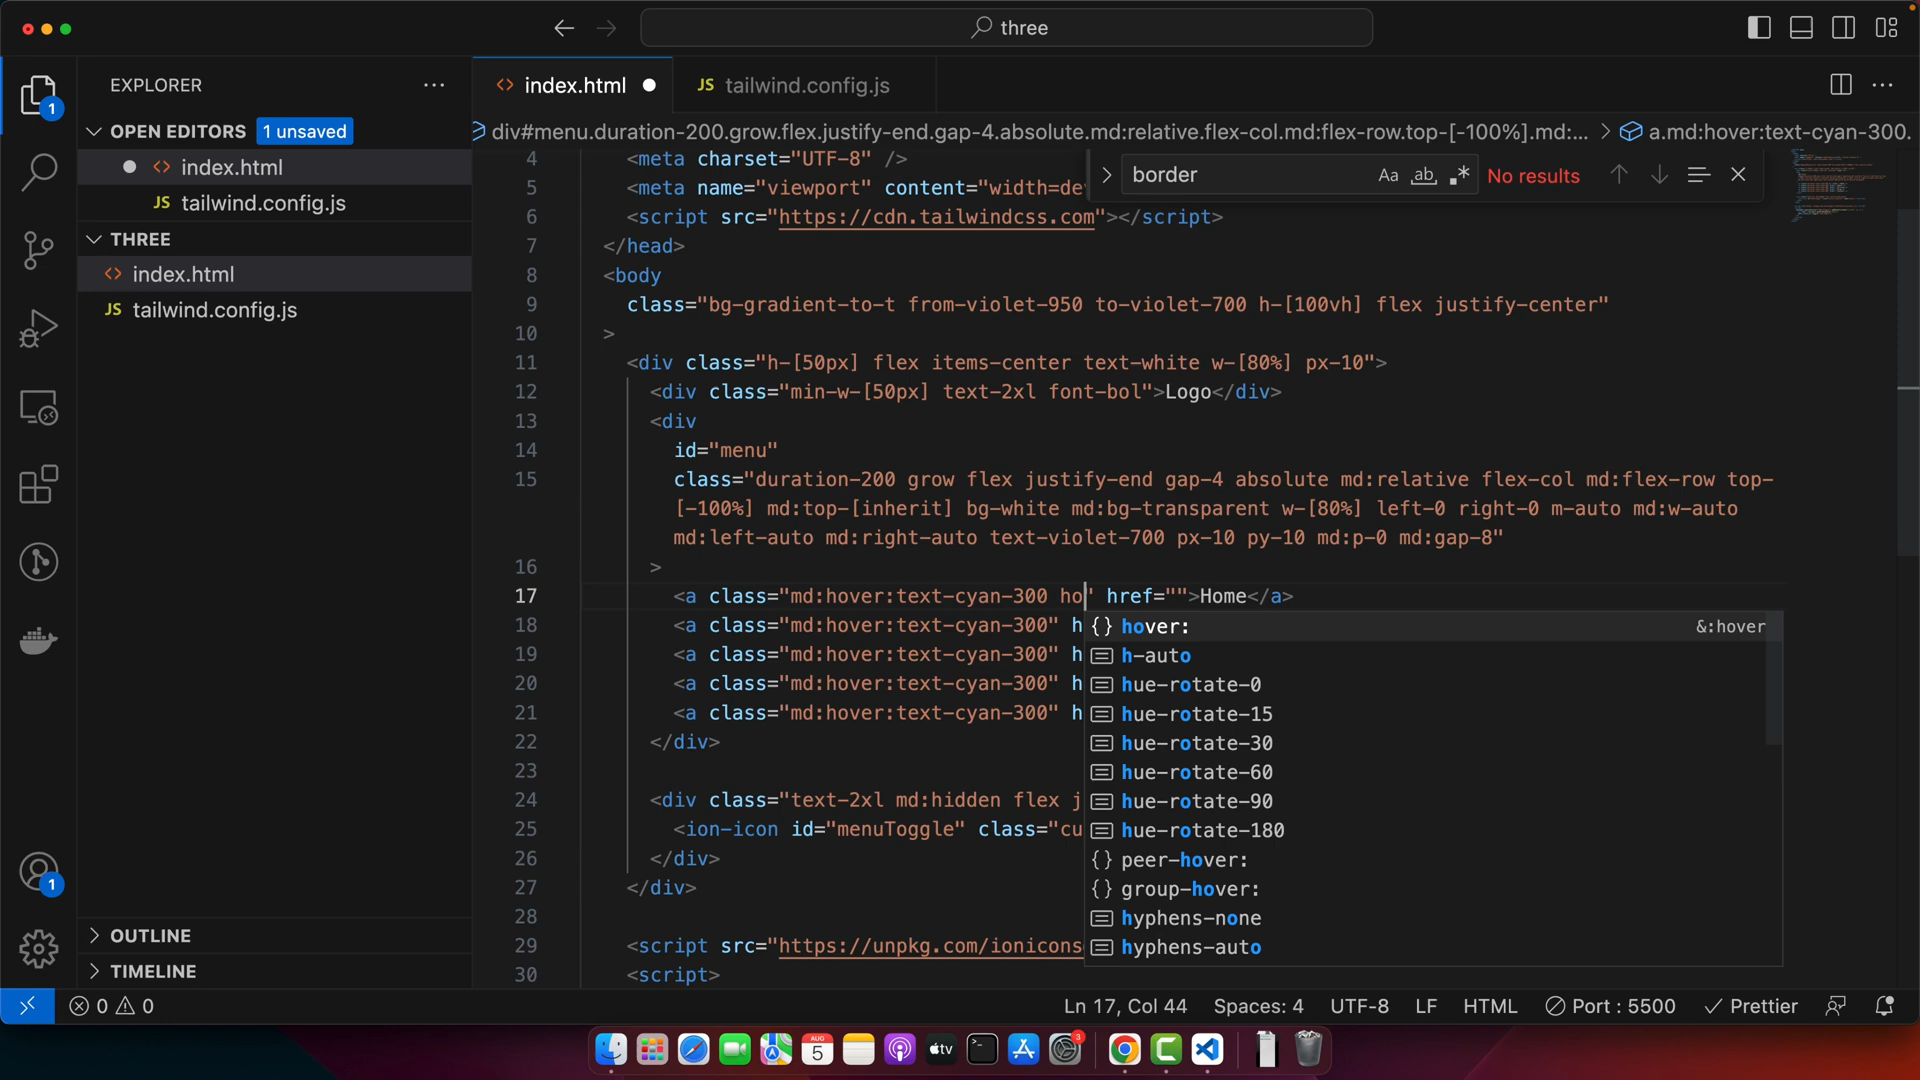 three
EXPLORER
index.html
JS tailwind.config.js
OPEN EDITORS 1 unsaved
div#menu.duration-200.grow.flex.justify-end.gap-4.absolute.md:relative.flex-col.md:flex-row.top-[-100%].md:... a.md:hover:text-cyan-300.
index.html
JS tailwind.config.js
THREE
index.html
JS tailwind.config.js
OUTLINE
TIMELINE
border Aa ab No results
4 <meta charset="UTF-8" />
5 <meta name="viewport" content="width=de
6 <script src="https://cdn.tailwindcss.com"></script>
7 </head>
8 <body
9 class="bg-gradient-to-t from-violet-950 to-violet-700 h-[100vh] flex justify-center"
10 >
11 <div class="h-[50px] flex items-center text-white w-[80%] px-10">
12 <div class="min-w-[50px] text-2xl font-bol">Logo</div>
13 <div
14 id="menu"
15 class="duration-200 grow flex justify-end gap-4 absolute md:relative flex-col md:flex-row top-
[-100%] md:top-[inherit] bg-white md:bg-transparent w-[80%] left-0 right-0 m-auto md:w-auto
md:left-auto md:right-auto text-violet-700 px-10 py-10 md:p-0 md:gap-8"
16 >
17 <a class="md:hover:text-cyan-300 ho" href="">Home</a>
18 <a class="md:hover:text-cyan-300" h
19 <a class="md:hover:text-cyan-300" h
20 <a class="md:hover:text-cyan-300" h
21 <a class="md:hover:text-cyan-300" h
22 </div>
23
24 <div class="text-2xl md:hidden flex j
25 <ion-icon id="menuToggle" class="cu
26 </div>
27 </div>
28
29 <script src="https://unpkg.com/ionicons
30 <script>
{} hover: &:hover
h-auto
hue-rotate-0
hue-rotate-15
hue-rotate-30
hue-rotate-60
hue-rotate-90
hue-rotate-180
{} peer-hover:
{} group-hover:
hyphens-none
hyphens-auto
1
1
0 0
Ln 17, Col 44 Spaces: 4 UTF-8 LF HTML Port : 5500 Prettier
AUG
5
tv
3